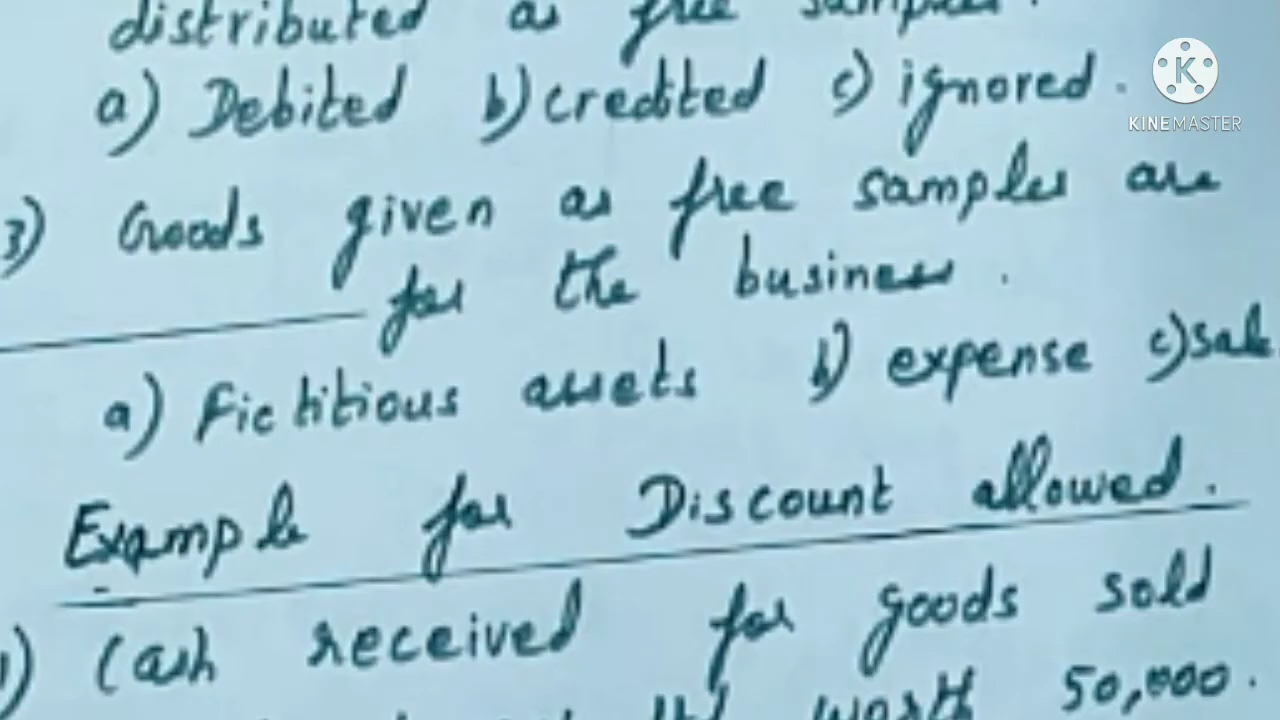 distributed as free samples.
a) Debited b) credited c) ignored.
3) Goods given as free samples are
______ for the business.
a) Fictitious assets b) expense c) sale
Example for Discount allowed.
1) Cash received for goods sold
worth 50,000.
K
KINEMASTER